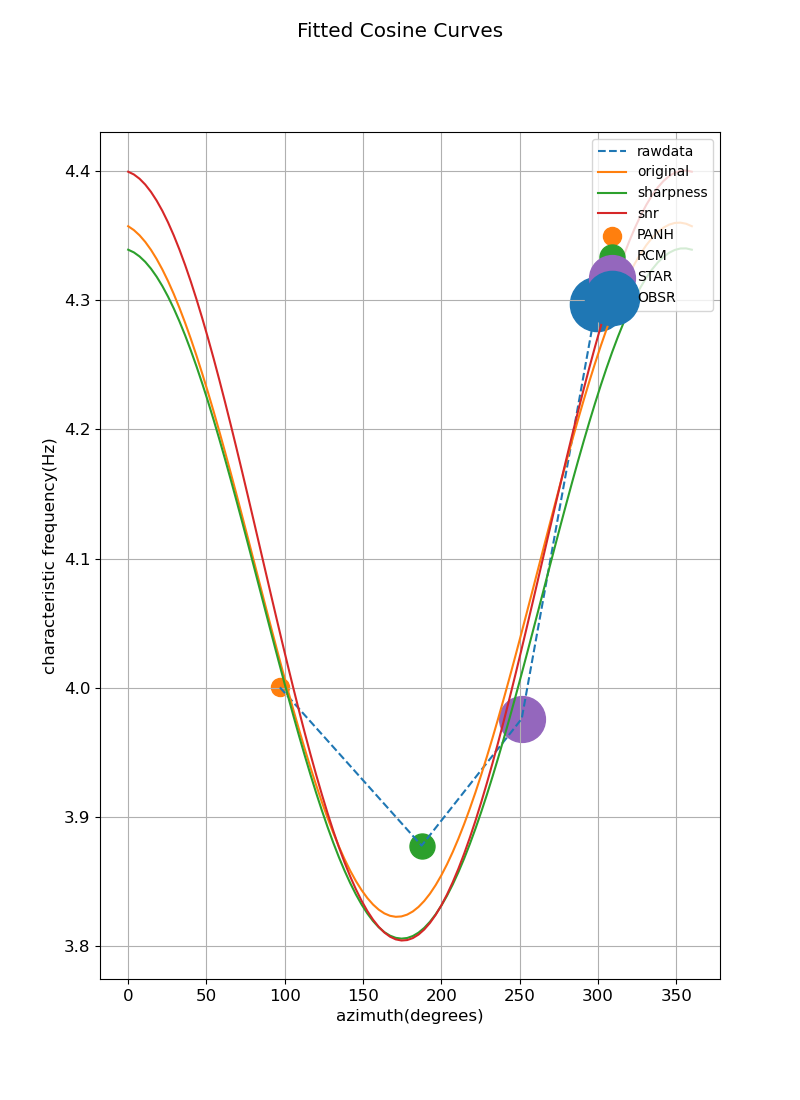 Fitted Cosine Curves
rawdata
original
sharpness
snr
PANH
RCM
STAR
OBSR
4.4
4.3
4.2
4.1
4.0
3.9
3.8
characteristic frequency(Hz)
0 50 100 150 200 250 300 350
azimuth(degrees)